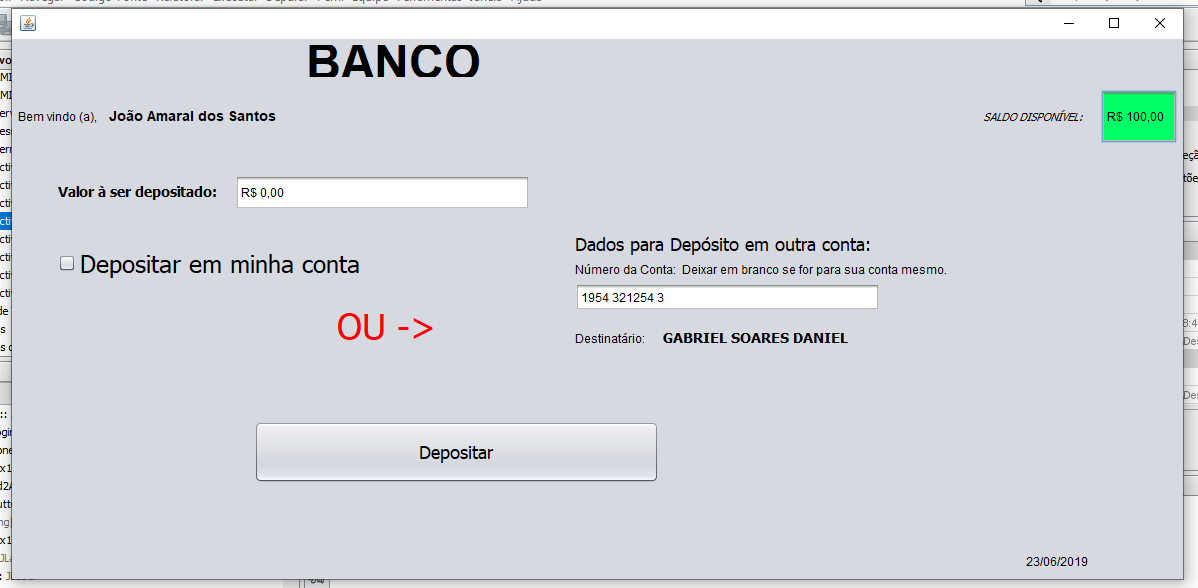 BANCO
Bem vindo (a), João Amaral dos Santos
SALDO DISPONÍVEL: R$ 100,00
Valor à ser depositado: R$ 0,00
Depositar em minha conta
OU ->
Dados para Depósito em outra conta:
Número da Conta: Deixar em branco se for para sua conta mesmo.
1954 321254 3
Destinatário: GABRIEL SOARES DANIEL
Depositar
23/06/2019